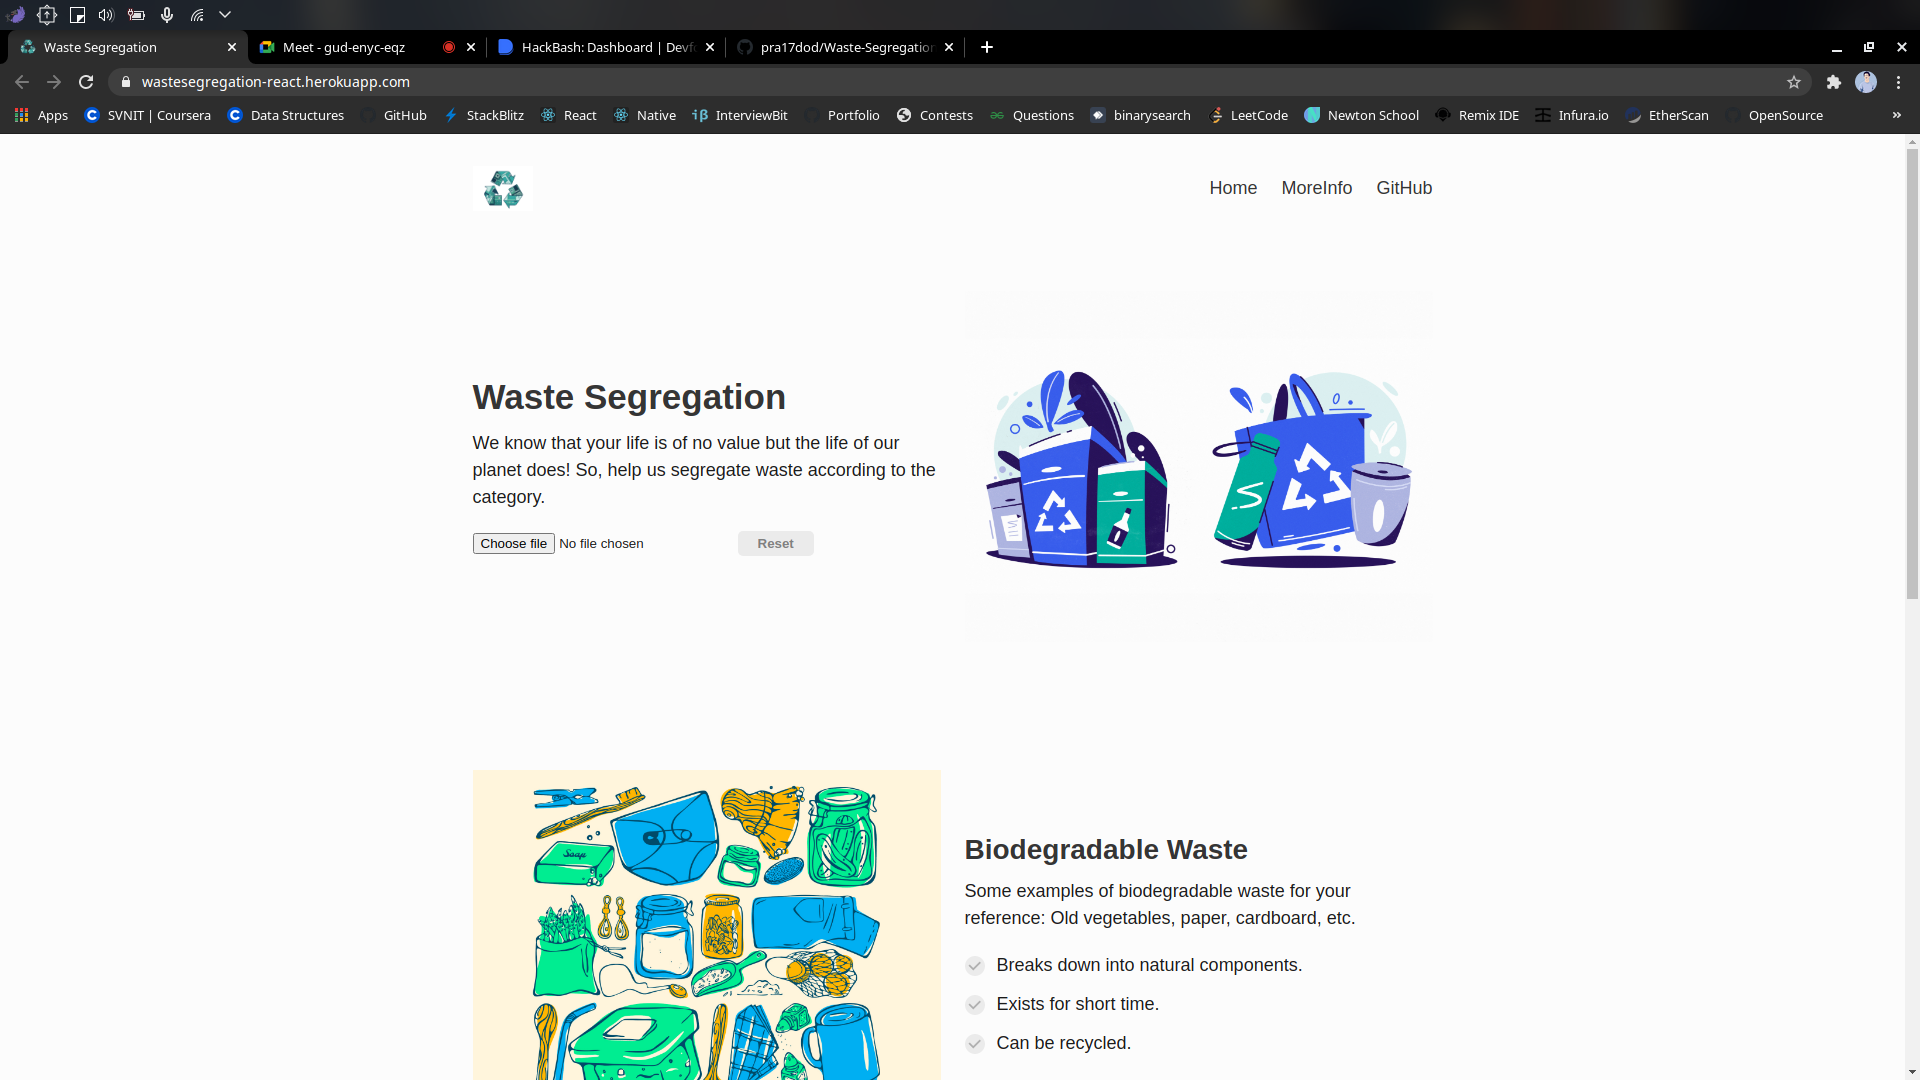 Waste Segregation
Meet - gud-enyc-eqz
HackBash: Dashboard | Devf
pra17dod/Waste-Segregation
wastesegregation-react.herokuapp.com
Apps
SVNIT | Coursera
Data Structures
GitHub
StackBlitz
React
Native
InterviewBit
Portfolio
Contests
Questions
binarysearch
LeetCode
Newton School
Remix IDE
Infura.io
EtherScan
OpenSource
»
Home
MoreInfo
GitHub
Waste Segregation
We know that your life is of no value but the life of our
planet does! So, help us segregate waste according to the
category.
Choose file No file chosen
Reset
S
Soap
Biodegradable Waste
Some examples of biodegradable waste for your
reference: Old vegetables, paper, cardboard, etc.
Breaks down into natural components.
Exists for short time.
Can be recycled.